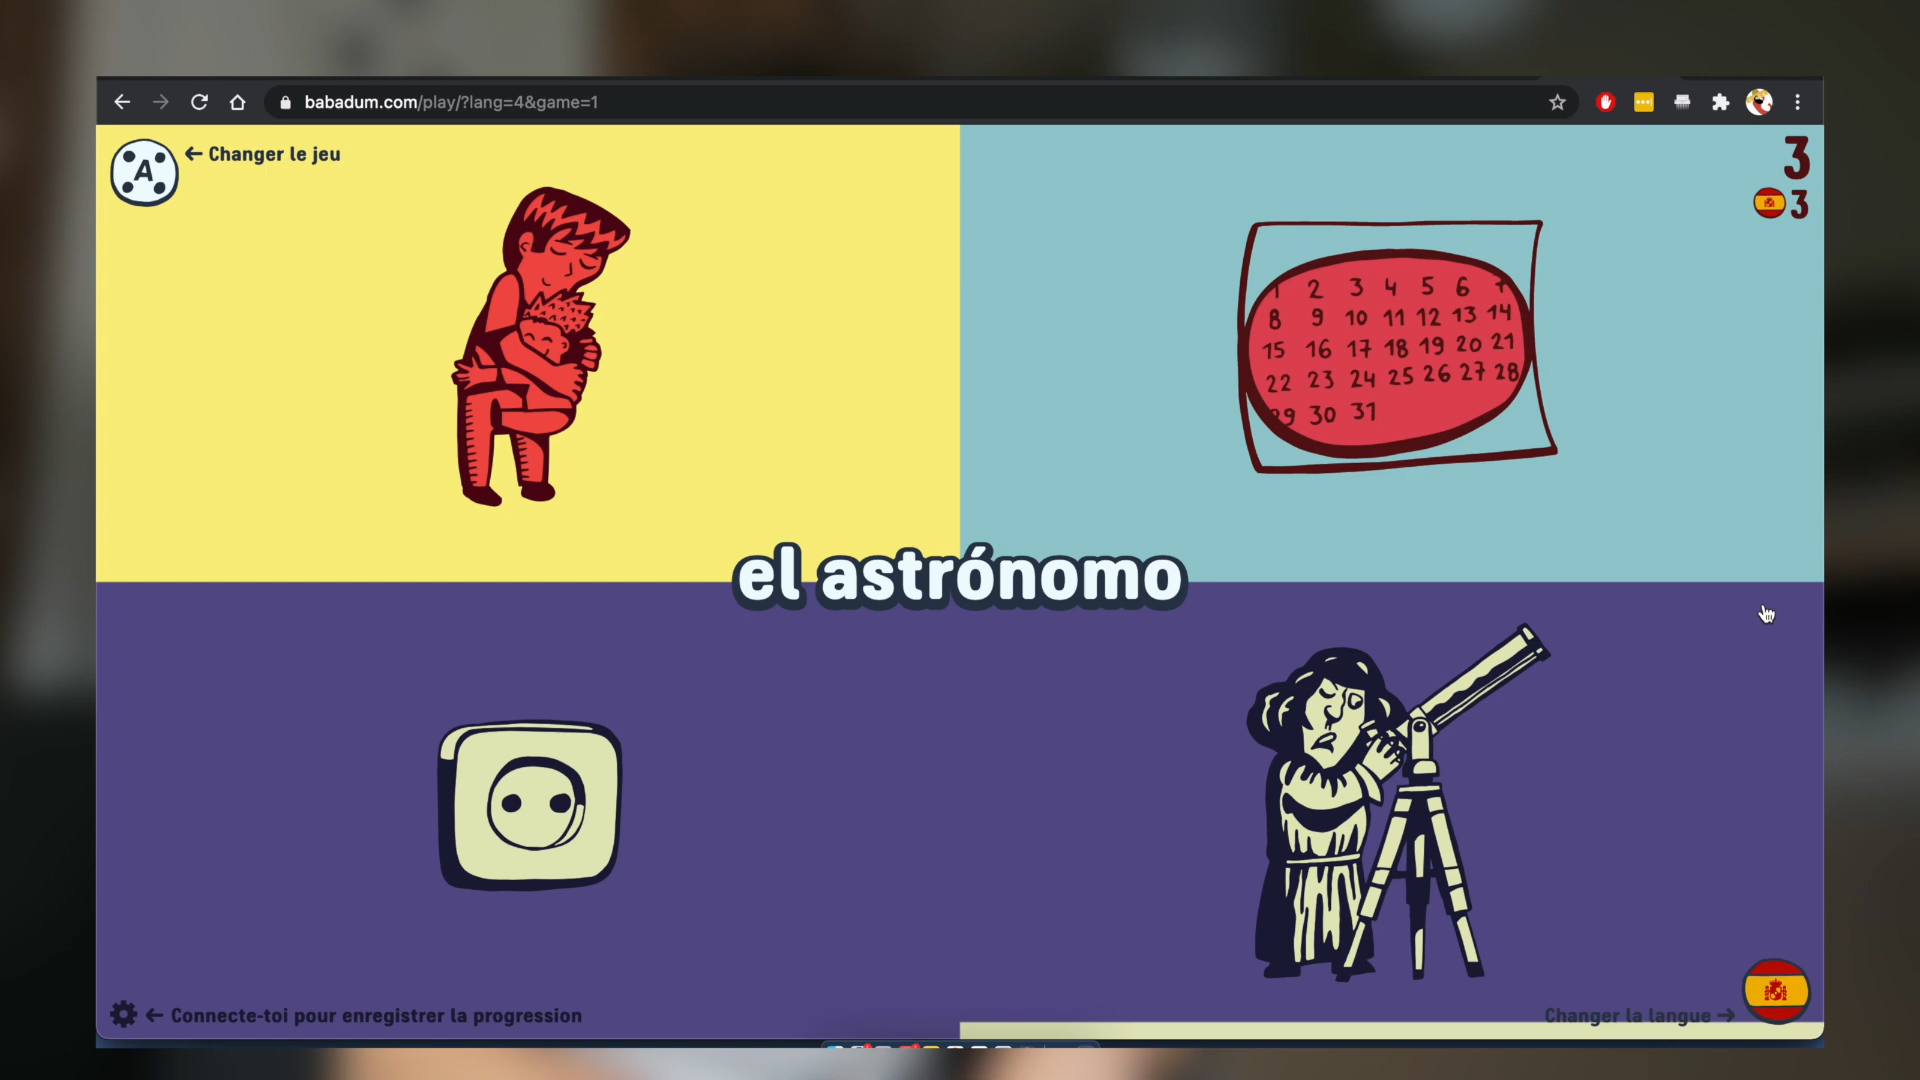 babadum.com/play/?lang=4&game=1
A
← Changer le jeu
3
3
1 2 3 4 5 6 7
8 9 10 11 12 13 14
15 16 17 18 19 20 21
22 23 24 25 26 27 28
29 30 31
el astrónomo
← Connecte-toi pour enregistrer la progression
Changer la langue →